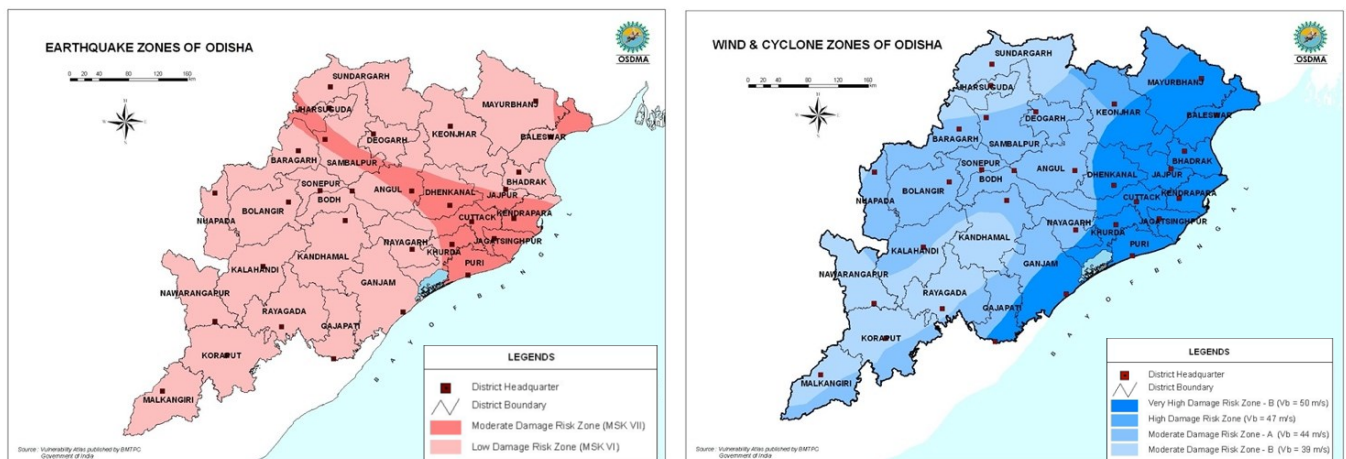 EARTHQUAKE ZONES OF ODISHA
OSDMA
0 20 40 80 120 160
km
SUNDARGARH
JHARSUGUDA
MAYURBHANJ
DEOGARH
KEONJHAR
BALESWAR
BARAGARH
SAMBALPUR
SONEPUR
ANGUL
DHENKANAL
BHADRAK
JAJPUR
BOLANGIR
BODH
NUAPADA
CUTTACK
KENDRAPARA
NAYAGARH
KHURDA
JAGATSINGHPUR
KANDHAMAL
PURI
KALAHANDI
GANJAM
NAWARANGAPUR
RAYAGADA
GAJAPATI
KORAPUT
MALKANGIRI
BAY OF BENGAL
LEGENDS
District Headquarter
District Boundary
Moderate Damage Risk Zone (MSK VII)
Low Damage Risk Zone (MSK VI)
Source : Vulnerability Atlas published by BMTPC
Government of India
WIND & CYCLONE ZONES OF ODISHA
OSDMA
0 20 40 80 120 160
km
SUNDARGARH
JHARSUGUDA
MAYURBHANJ
DEOGARH
KEONJHAR
BALESWAR
BARAGARH
SAMBALPUR
SONEPUR
BODH
ANGUL
DHENKANAL
BHADRAK
JAJPUR
BOLANGIR
NUAPADA
CUTTACK
KENDRAPARA
NAYAGARH
KHURDA
JAGATSINGHPUR
KANDHAMAL
PURI
KALAHANDI
GANJAM
NAWARANGAPUR
RAYAGADA
GAJAPATI
KORAPUT
MALKANGIRI
BAY OF BENGAL
LEGENDS
District Headquarter
District Boundary
Very High Damage Risk Zone - B (Vb = 50 m/s)
High Damage Risk Zone (Vb = 47 m/s)
Moderate Damage Risk Zone - A (Vb = 44 m/s)
Moderate Damage Risk Zone - B (Vb = 39 m/s)
Source : Vulnerability Atlas published by BMTPC
Government of India